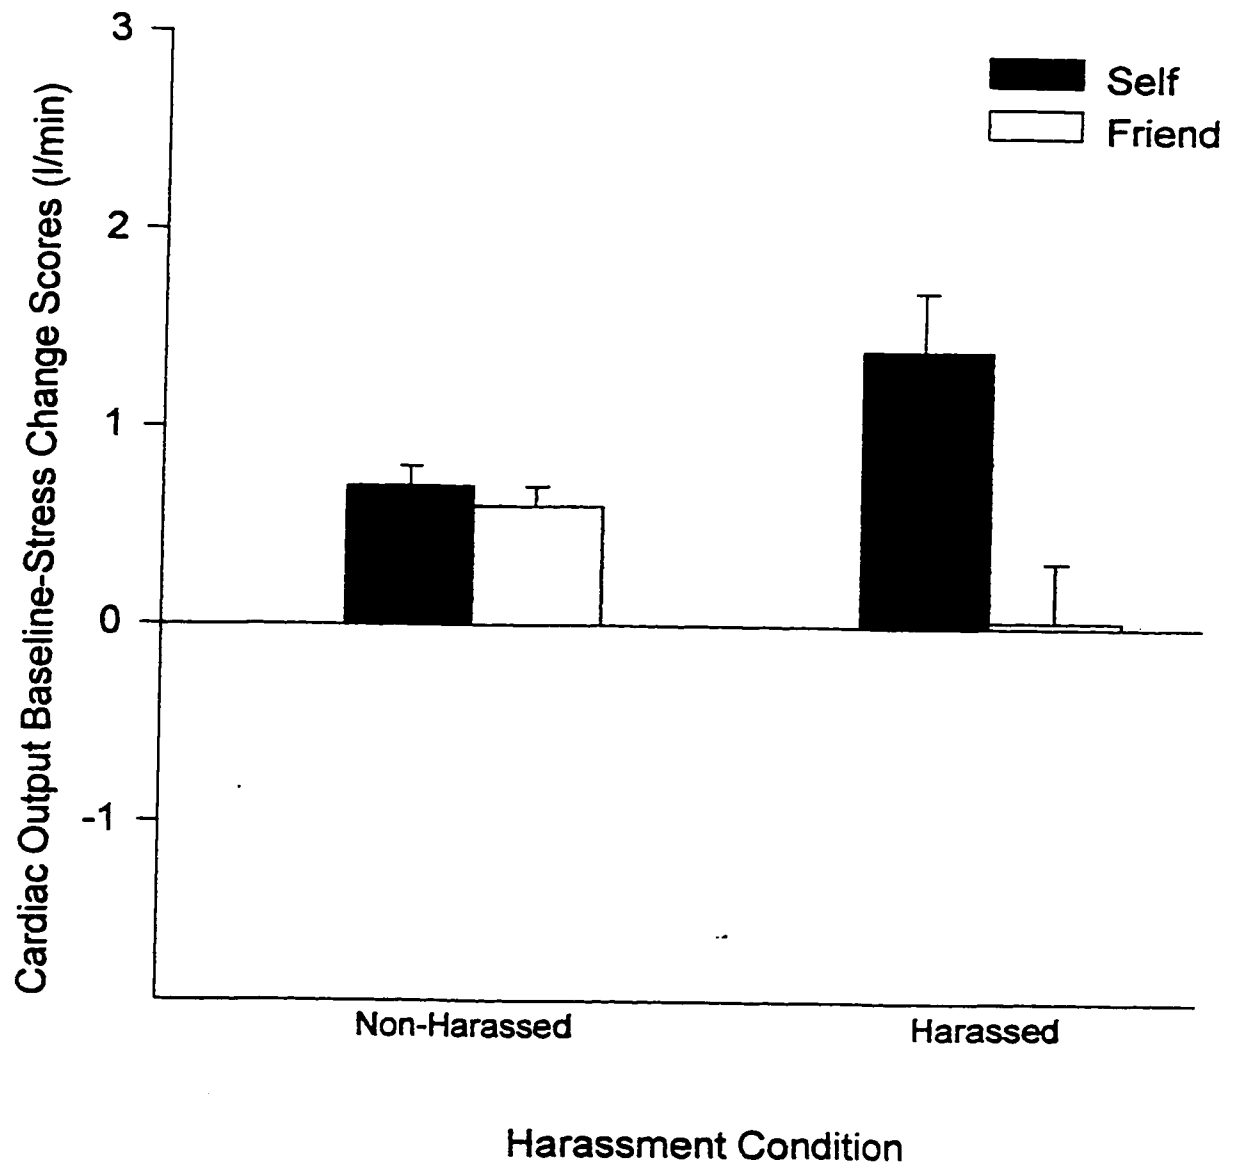 3
Self
Friend
2
1
0
-1
Cardiac Output Baseline-Stress Change Scores (l/min)
Non-Harassed
Harassed
Harassment Condition